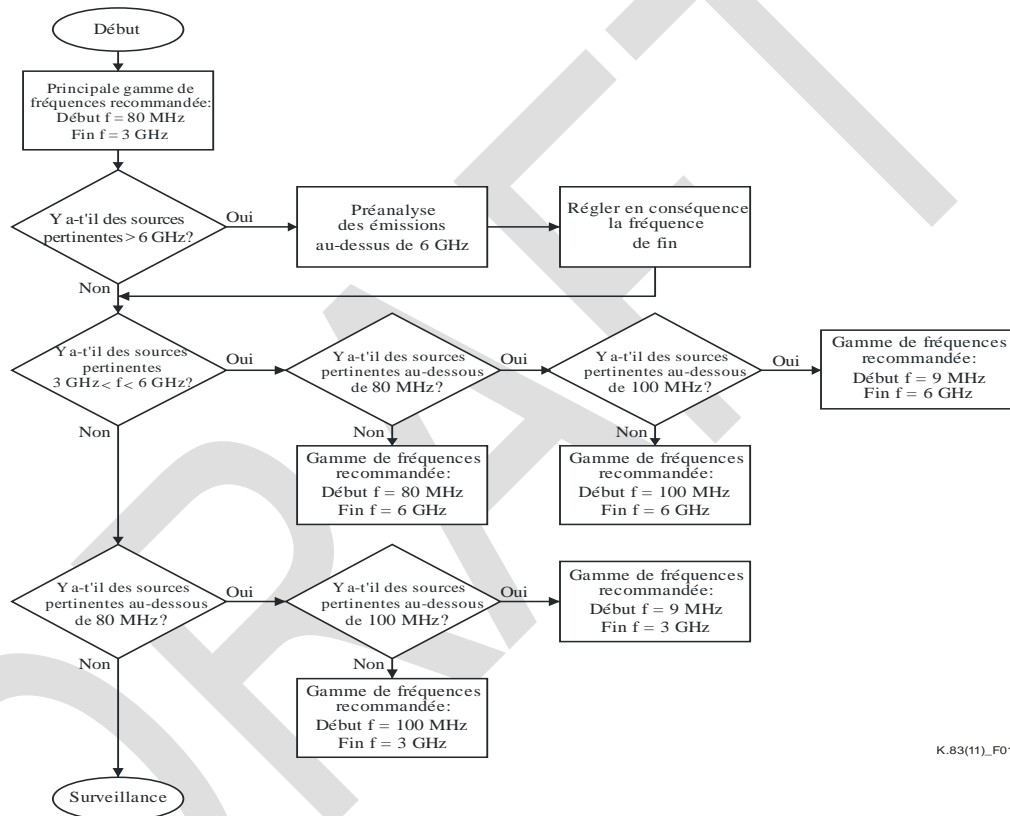 Début
Principale gamme de
fréquences recommandée:
Début f = 80 MHz
Fin f = 3 GHz
Y a-t'il des sources
pertinentes > 6 GHz?
Oui
Préanalyse
des émissions
au-dessus de 6 GHz
Régler en conséquence
la fréquence
de fin
Non
Y a-t'il des sources
pertinentes
3 GHz < f < 6 GHz?
Oui
Y a-t'il des sources
pertinentes au-dessous
de 80 MHz?
Oui
Y a-t'il des sources
pertinentes au-dessous
de 100 MHz?
Oui
Gamme de fréquences
recommandée:
Début f = 9 MHz
Fin f = 6 GHz
Non
Non
Non
Gamme de fréquences
recommandée:
Début f = 80 MHz
Fin f = 6 GHz
Gamme de fréquences
recommandée:
Début f = 100 MHz
Fin f = 6 GHz
Y a-t'il des sources
pertinentes au-dessous
de 80 MHz?
Oui
Y a-t'il des sources
pertinentes au-dessous
de 100 MHz?
Oui
Gamme de fréquences
recommandée:
Début f = 9 MHz
Fin f = 3 GHz
Non
Non
Gamme de fréquences
recommandée:
Début f = 100 MHz
Fin f = 3 GHz
Surveillance
K.83(11)_F01
DRAFT